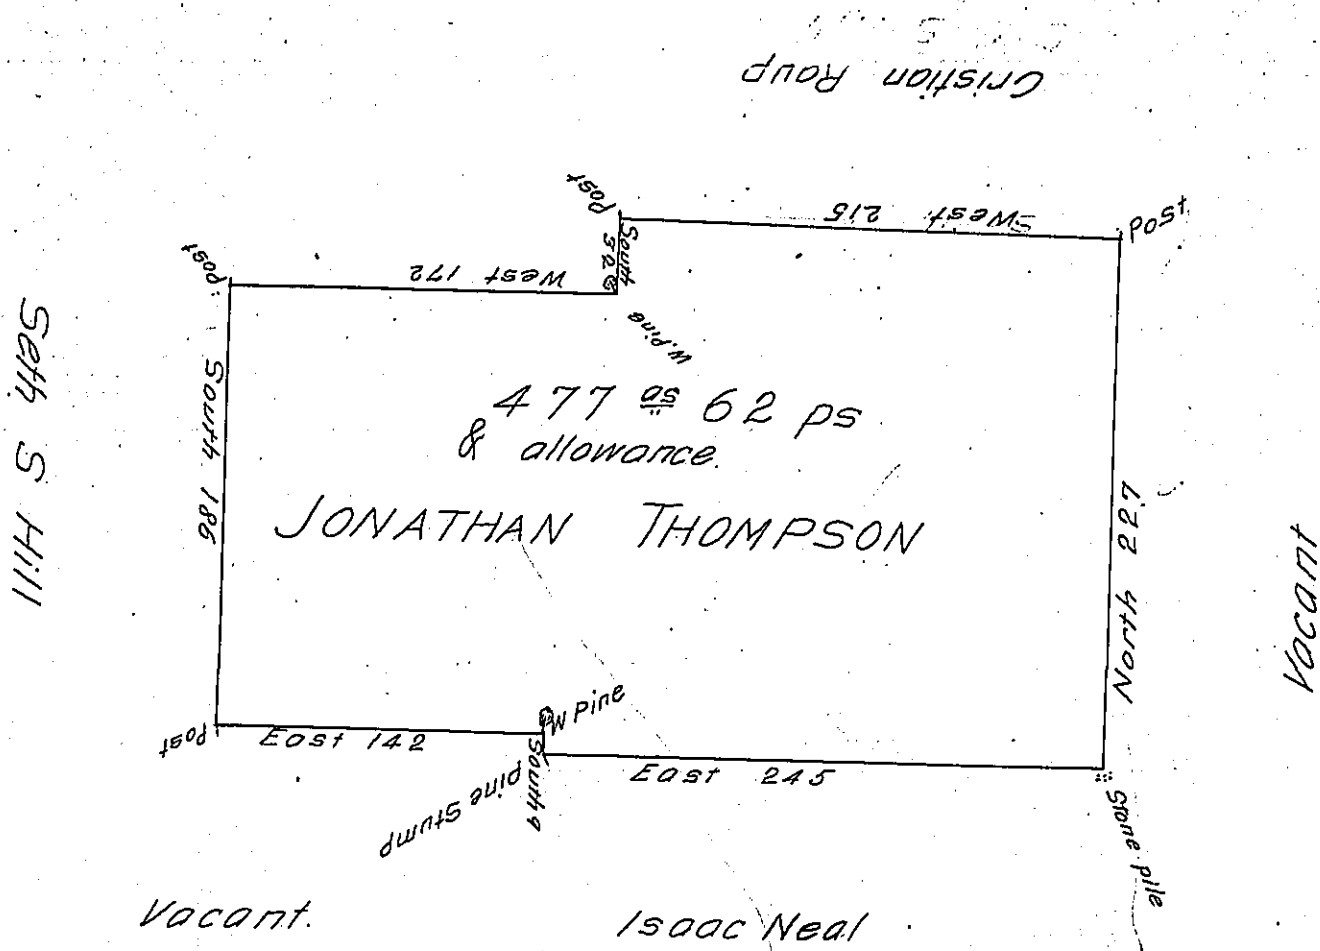 Cristian Roup
Post
West 215
Post
South 32
W. Pine
West 172
Post
South 186
Seth S Hill
477 as 62 ps
& allowance.
JONATHAN THOMPSON
North 227
Vacant
Post
East 142
W Pine
South 9
pine Stump
East 245
Stone pile
Vacant.
Isaac Neal